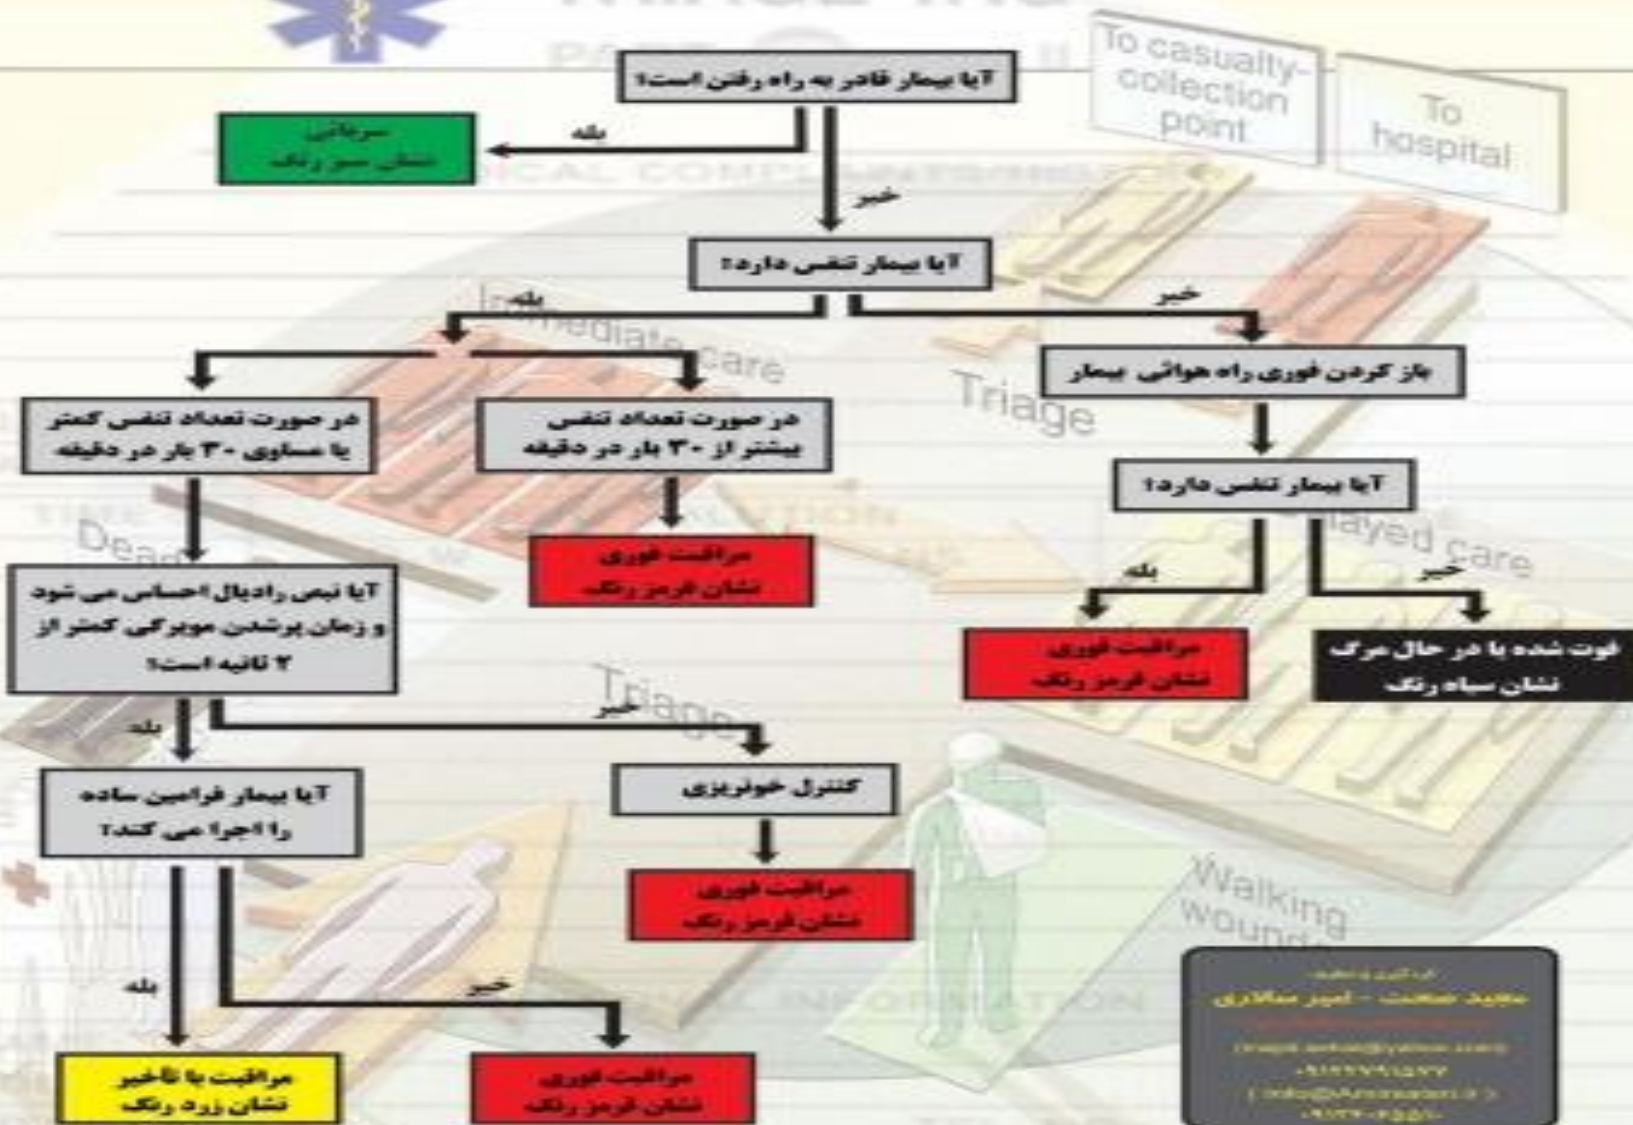 آیا بیمار قادر به راه رفتن است؟
To casualty-
collection
point
To
hospital
سرپائی
نشان سبز رنگ
بله
خیر
آیا بیمار تنفس دارد؟
بله
خیر
Immediate care
Triage
باز کردن فوری راه هوائی بیمار
در صورت تعداد تنفس کمتر
یا مساوی ۳۰ بار در دقیقه
در صورت تعداد تنفس
بیشتر از ۳۰ بار در دقیقه
آیا بیمار تنفس دارد؟
Dead
layed care
مراقبت فوری
نشان قرمز رنگ
بله
خیر
آیا نبض رادیال احساس می شود
و زمان پرشدن مویرگی کمتر از
۲ ثانیه است؟
مراقبت فوری
نشان قرمز رنگ
فوت شده یا در حال مرگ
نشان سیاه رنگ
Triage
بله
خیر
آیا بیمار فرامین ساده
را اجرا می کند؟
کنترل خونریزی
مراقبت فوری
نشان قرمز رنگ
Walking
wound
بله
خیر
مراقبت با تأخیر
نشان زرد رنگ
مراقبت فوری
نشان قرمز رنگ